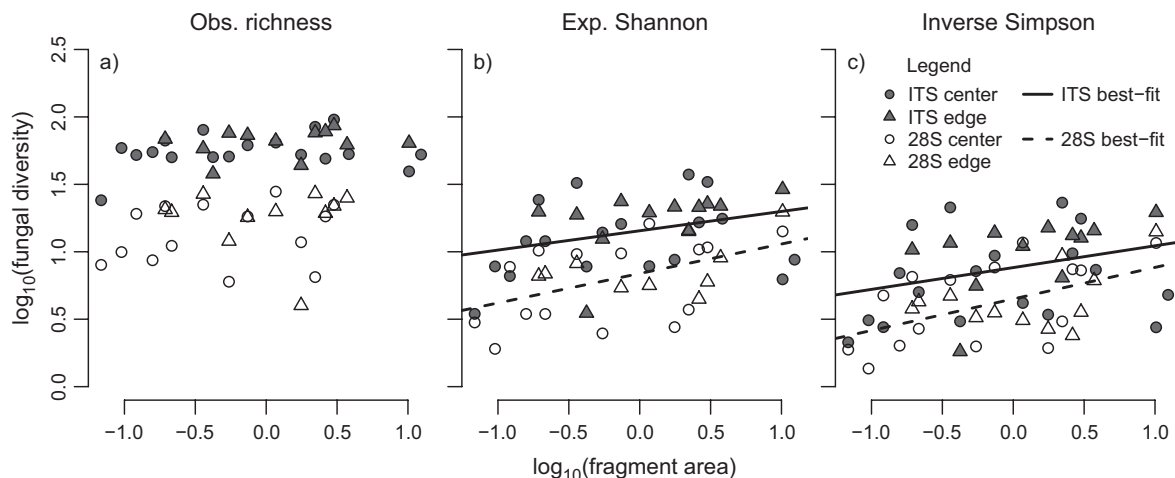 Obs. richness
Exp. Shannon
Inverse Simpson
log10(fungal diversity)
2.5
2.0
1.5
1.0
0.5
0.0
a)
b)
c)
Legend
ITS center
ITS edge
28S center
28S edge
ITS best−fit
28S best−fit
−1.0 −0.5 0.0 0.5 1.0
−1.0 −0.5 0.0 0.5 1.0
−1.0 −0.5 0.0 0.5 1.0
log10(fragment area)